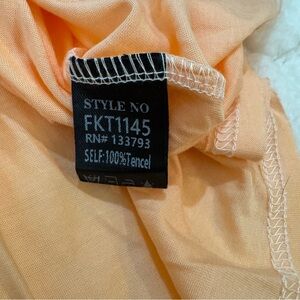 STYLE NO
FKT1145
RN# 133793
SELF:100%Tencel